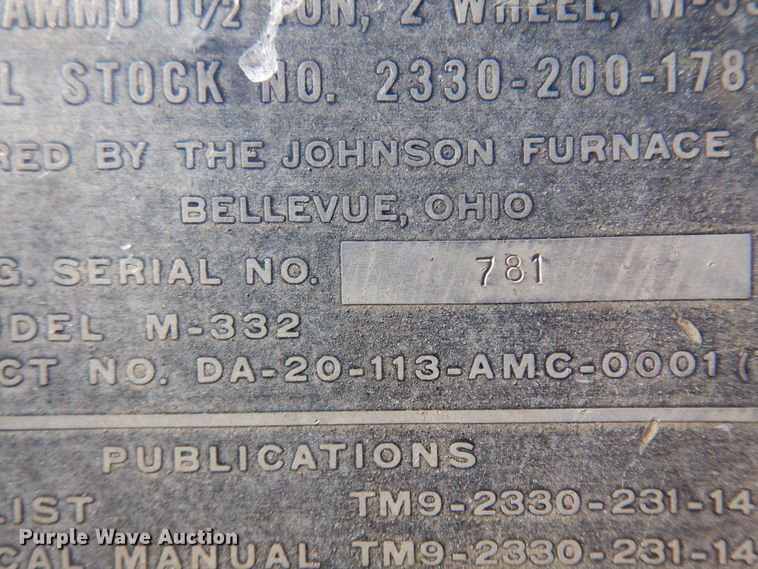 AMMO 1 1/2 TON, 2 WHEEL, M-33
L STOCK NO. 2330-200-178
RED BY THE JOHNSON FURNACE
BELLEVUE, OHIO
G. SERIAL NO. 781
DEL M-332
CT NO. DA-20-113-AMC-0001 (
PUBLICATIONS
LIST TM9-2330-231-14
CAL MANUAL TM9-2330-231-14
Purple Wave Auction